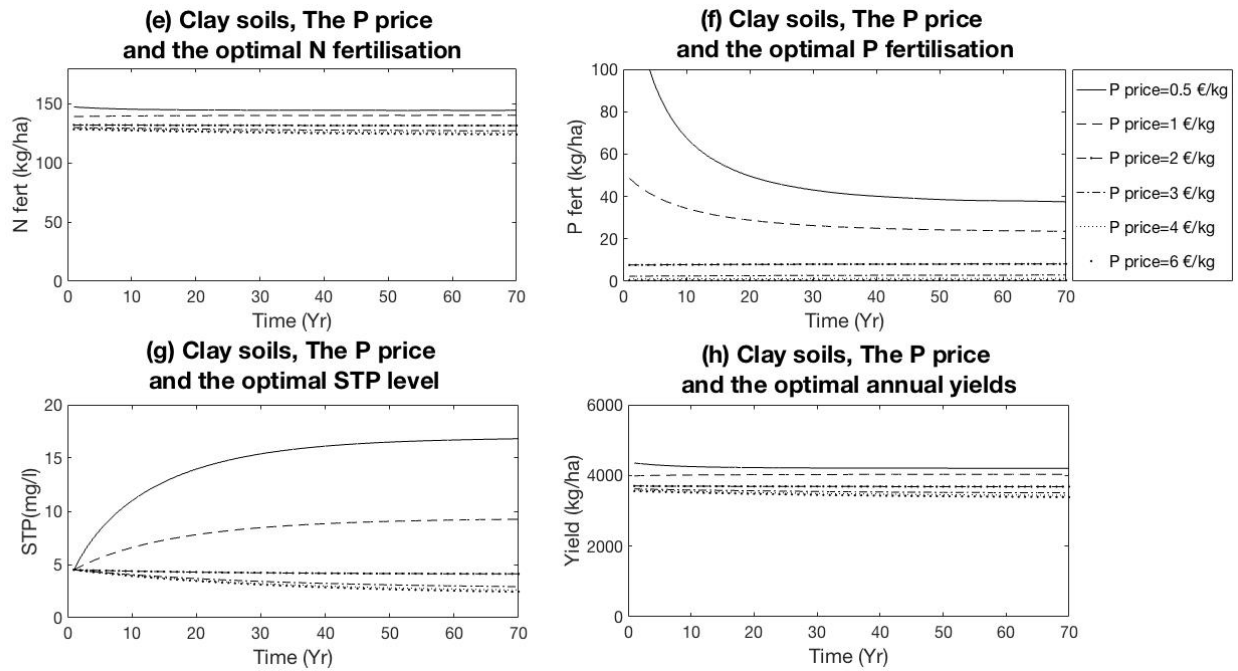 (e) Clay soils, The P price
and the optimal N fertilisation
N fert (kg/ha)
150
100
50
0
0 10 20 30 40 50 60 70
Time (Yr)
(f) Clay soils, The P price
and the optimal P fertilisation
P fert (kg/ha)
100
80
60
40
20
0
0 10 20 30 40 50 60 70
Time (Yr)
P price=0.5 €/kg
P price=1 €/kg
P price=2 €/kg
P price=3 €/kg
P price=4 €/kg
P price=6 €/kg
(g) Clay soils, The P price
and the optimal STP level
STP(mg/l)
20
15
10
5
0
0 10 20 30 40 50 60 70
Time (Yr)
(h) Clay soils, The P price
and the optimal annual yields
Yield (kg/ha)
6000
4000
2000
0
0 10 20 30 40 50 60 70
Time (Yr)